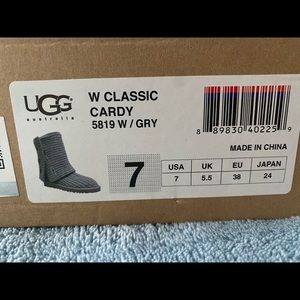 UGG
australia
W CLASSIC
CARDY
5819 W / GRY
8 89830 40225 9
MADE IN CHINA
7
USA UK EU JAPAN
7 5.5 38 24